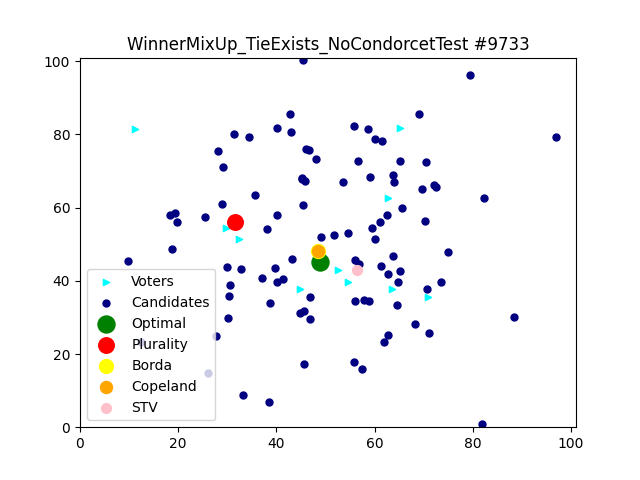 WinnerMixUp_TieExists_NoCondorcetTest #9733
100
80
60
40
20
0
Voters
Candidates
Optimal
Plurality
Borda
Copeland
STV
0 20 40 60 80 100